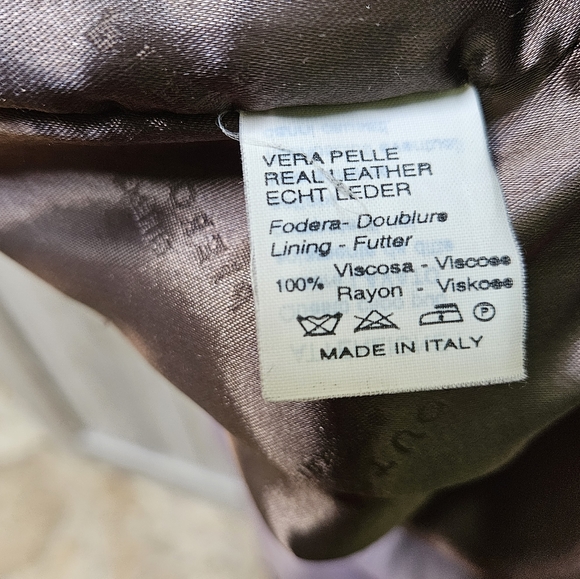 VERA PELLE
REAL LEATHER
ECHT LEDER
Fodera- Doublure
Lining - Futter
100% Viscosa - Viscose
Rayon - Viskose
P
MADE IN ITALY